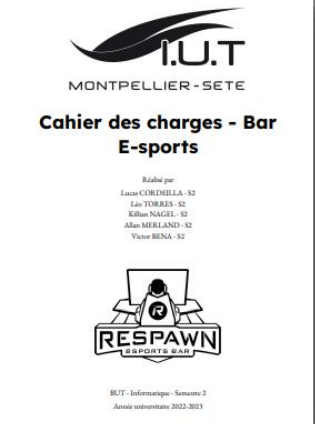 I.U.T
MONTPELLIER - SETE
Cahier des charges - Bar
E-sports
Réalisé par
Lucas CORDEILLA - S2
Léo TORRES - S2
Killian NAGEL - S2
Allan MERLAND - S2
Victor BENA - S2
R
RESPAWN
ESPORTS BAR
BUT - Informatique - Semestre 2
Année universitaire 2022-2023